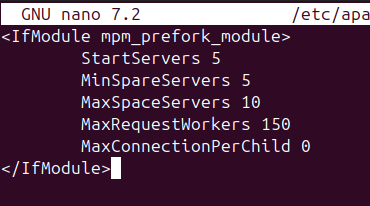 GNU nano 7.2 /etc/apa
<IfModule mpm_prefork_module>
StartServers 5
MinSpareServers 5
MaxSpaceServers 10
MaxRequestWorkers 150
MaxConnectionPerChild 0
</IfModule>